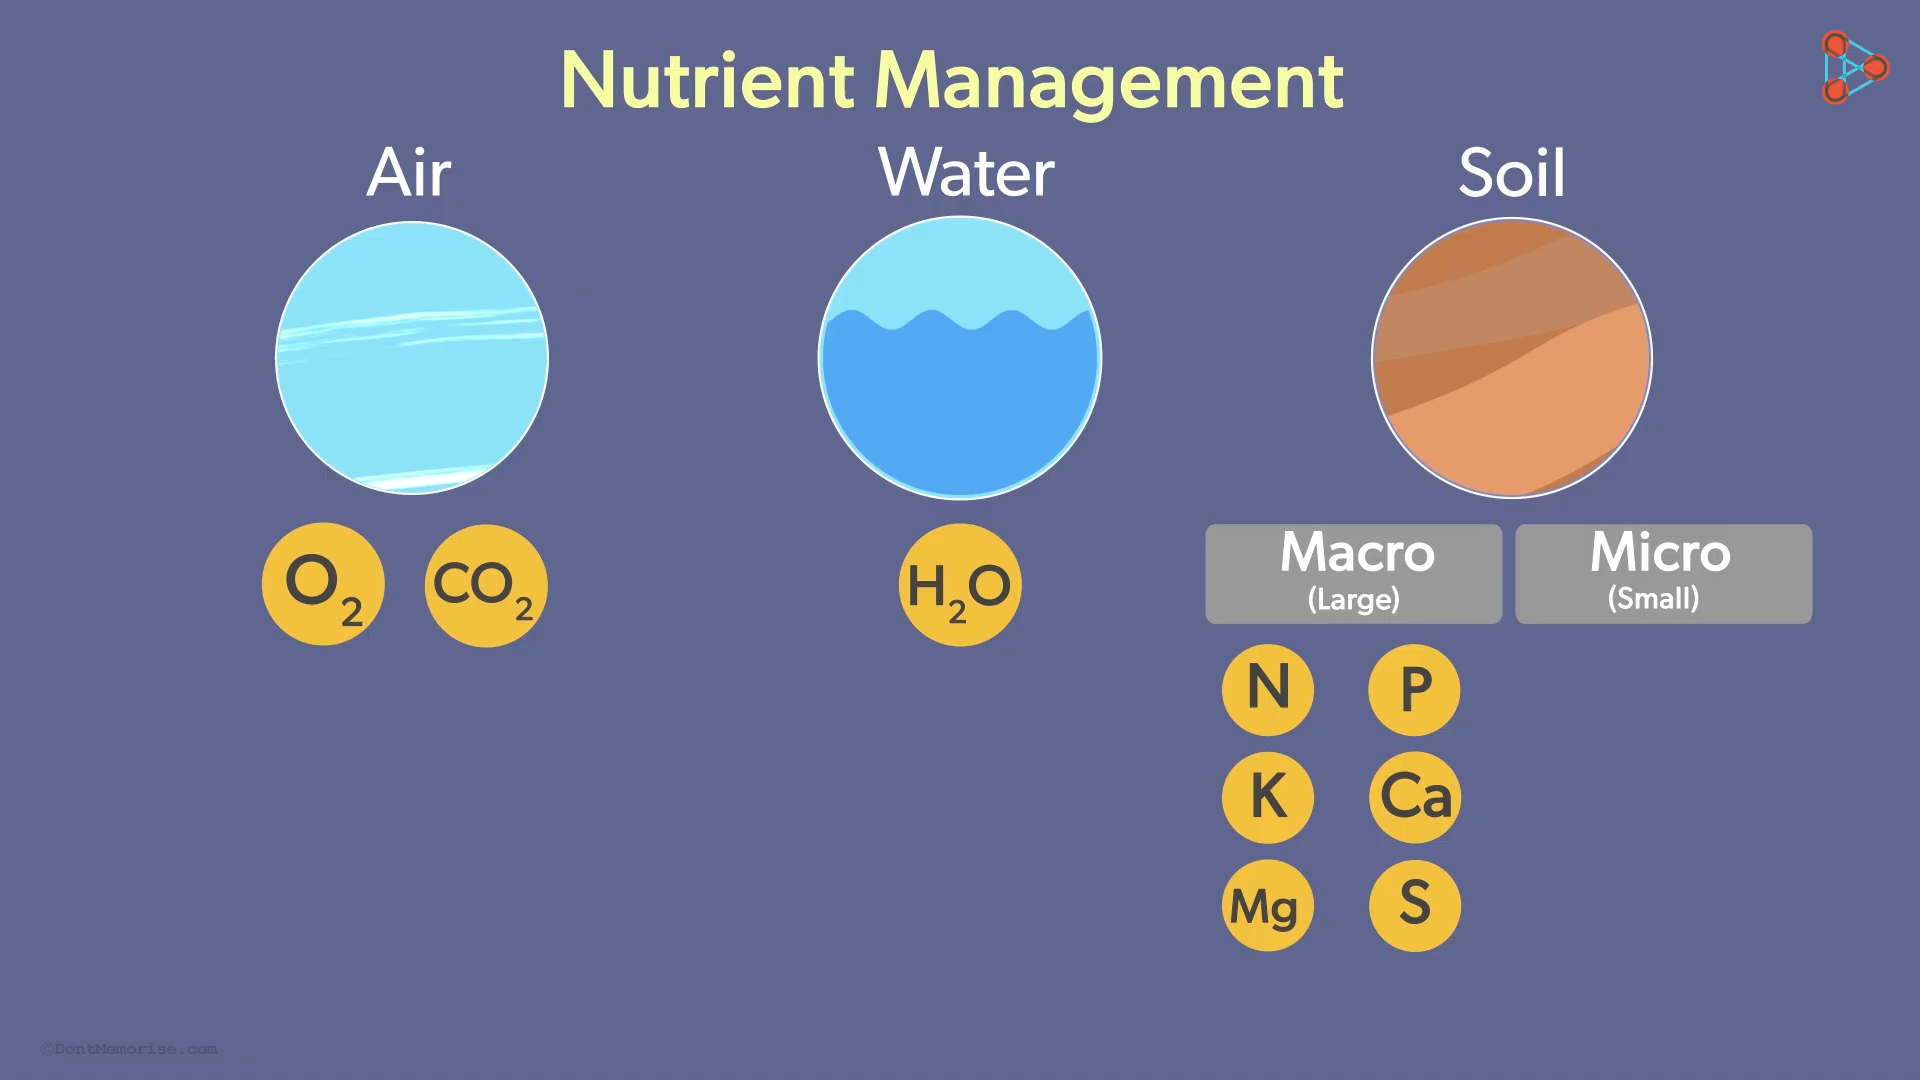 Nutrient Management
Air
Water
Soil
O₂
CO₂
H₂O
Macro
(Large)
Micro
(Small)
N
P
K
Ca
Mg
S
©DontMemorise.com